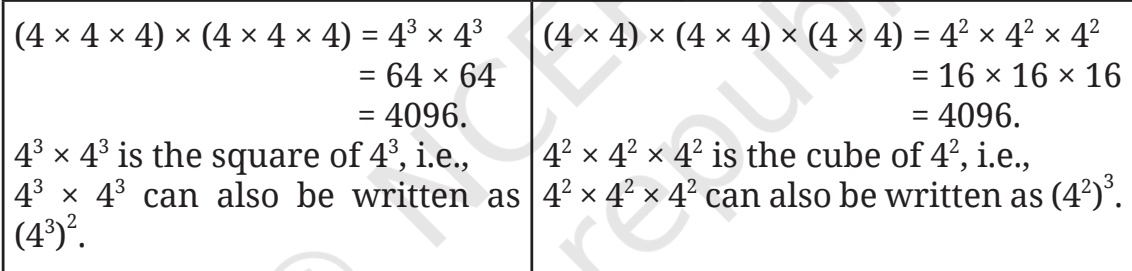 (4 × 4 × 4) × (4 × 4 × 4) = 4³ × 4³
= 64 × 64
= 4096.
4³ × 4³ is the square of 4³, i.e.,
4³ × 4³ can also be written as
(4³)².
(4 × 4) × (4 × 4) × (4 × 4) = 4² × 4² × 4²
= 16 × 16 × 16
= 4096.
4² × 4² × 4² is the cube of 4², i.e.,
4² × 4² × 4² can also be written as (4²)³.